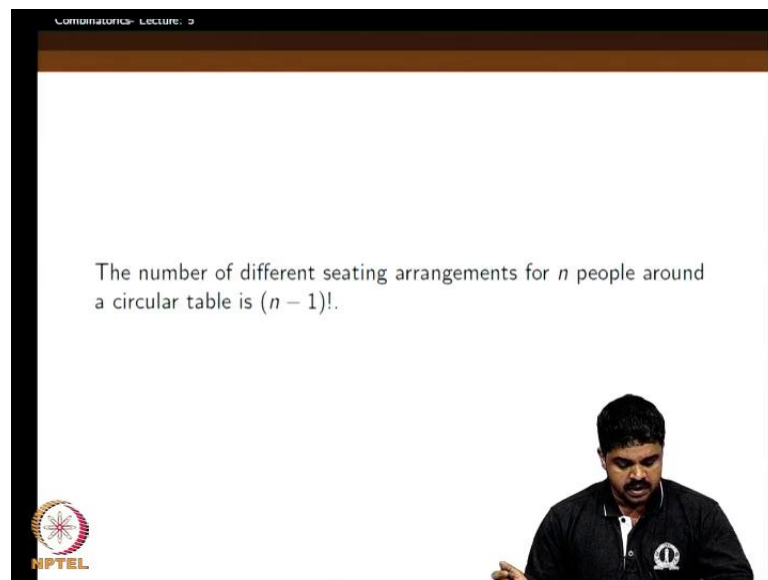 Combinatorics- Lecture: 5
The number of different seating arrangements for n people around
a circular table is (n − 1)!.
NPTEL